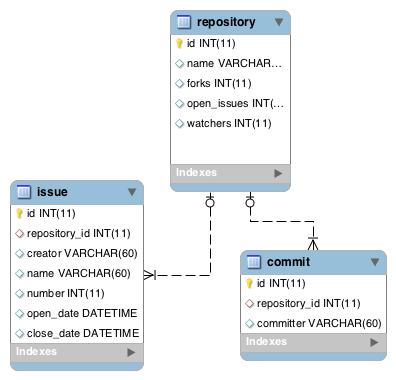 repository
id INT(11)
name VARCHAR...
forks INT(11)
open_issues INT(...
watchers INT(11)
Indexes
issue
id INT(11)
repository_id INT(11)
creator VARCHAR(60)
name VARCHAR(60)
number INT(11)
open_date DATETIME
close_date DATETIME
Indexes
commit
id INT(11)
repository_id INT(11)
committer VARCHAR(60)
Indexes